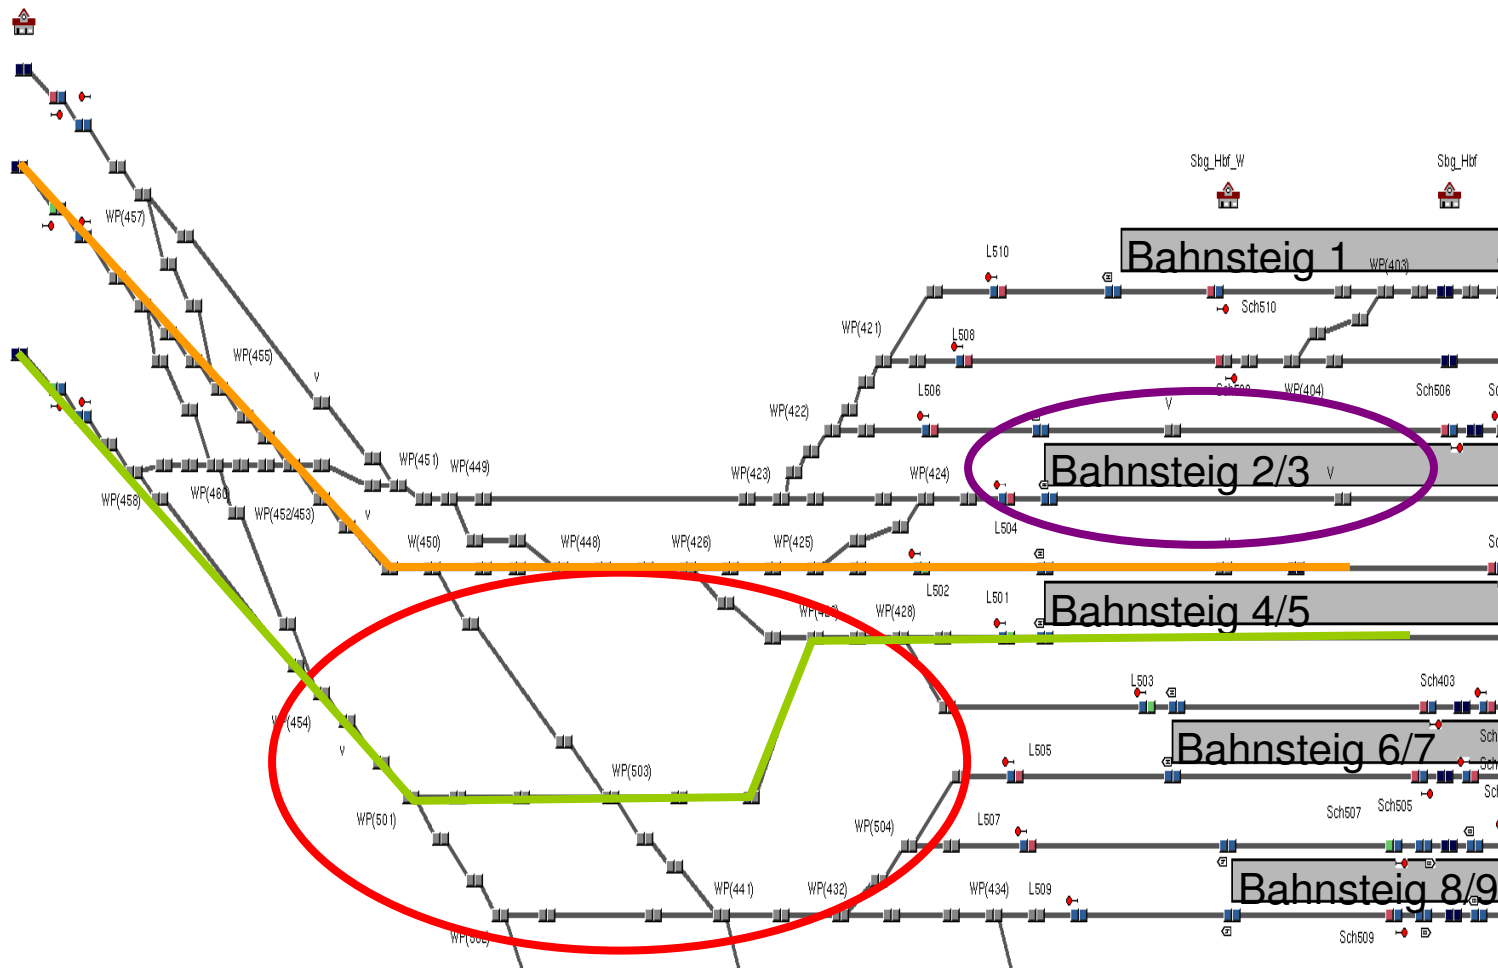 Sbg_Hbf_W
Sbg_Hbf
WP(457)
L510
Bahnsteig 1
WP(403)
Sch510
WP(421)
L508
WP(455)
V
L506
WP(404)
Sch506
Sc
WP(422)
V
WP(451)
WP(449)
WP(423)
WP(424)
Bahnsteig 2/3
V
WP(458)
WP(460)
WP(452/453)
V
W(450)
WP(448)
WP(426)
WP(425)
L504
Sc
L502
L501
Bahnsteig 4/5
WP(428)
L503
Sch403
WP(454)
V
L505
Bahnsteig 6/7
Sch
WP(503)
WP(501)
WP(504)
L507
Sch507
Sch505
WP(441)
WP(432)
WP(434)
L509
Bahnsteig 8/9
Sch509